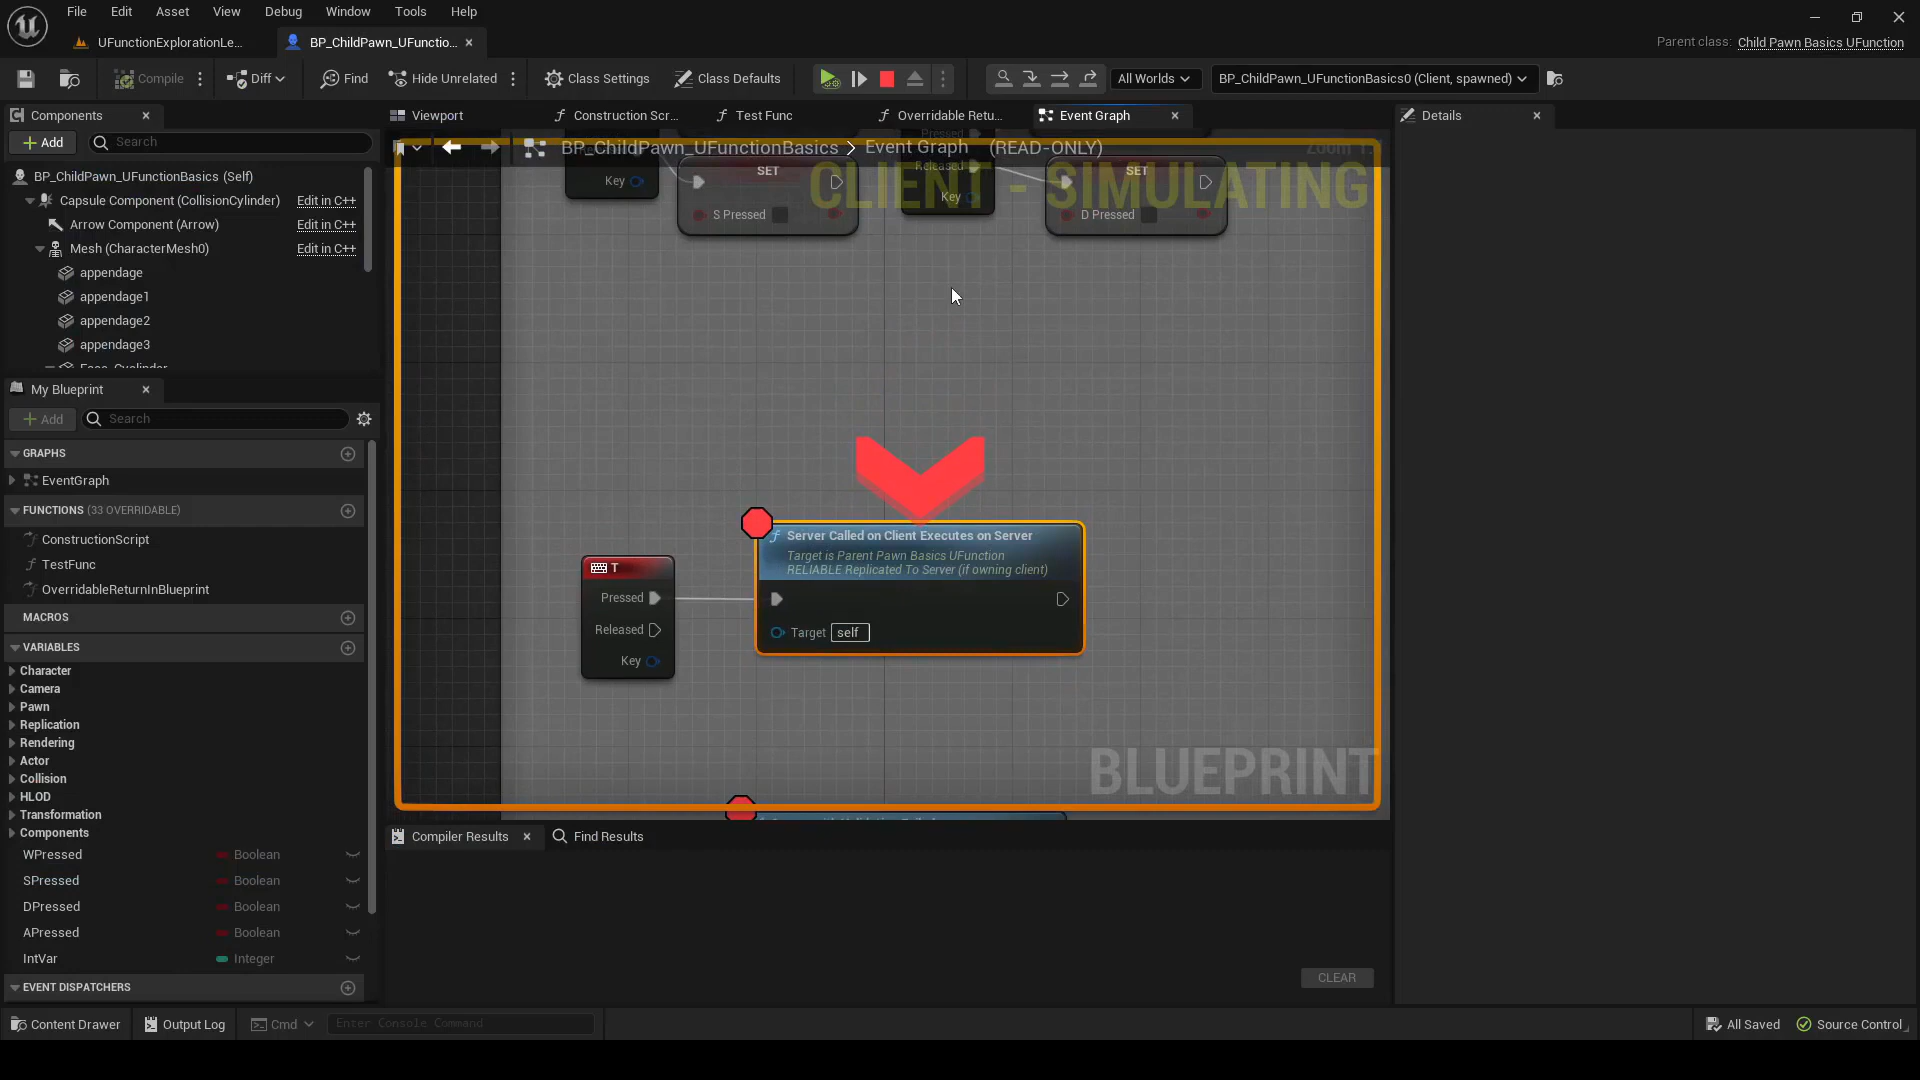 File Edit Asset View Debug Window Tools Help
UFunctionExplorationLe...
BP_ChildPawn_UFunctio...
Parent class: Child Pawn Basics UFunction
Compile
Diff
Find
Hide Unrelated
Class Settings
Class Defaults
All Worlds
BP_ChildPawn_UFunctionBasics0 (Client, spawned)
Components
Add
Search
BP_ChildPawn_UFunctionBasics (Self)
Capsule Component (CollisionCylinder) Edit in C++
Arrow Component (Arrow) Edit in C++
Mesh (CharacterMesh0) Edit in C++
appendage
appendage1
appendage2
appendage3
My Blueprint
Add
Search
GRAPHS
EventGraph
FUNCTIONS (33 OVERRIDABLE)
ConstructionScript
TestFunc
OverridableReturnInBlueprint
MACROS
VARIABLES
Character
Camera
Pawn
Replication
Rendering
Actor
Collision
HLOD
Transformation
Components
WPressed Boolean
SPressed Boolean
DPressed Boolean
APressed Boolean
IntVar Integer
EVENT DISPATCHERS
Viewport
Construction Scr...
Test Func
Overridable Retu...
Event Graph
BP_ChildPawn_UFunctionBasics > Event Graph (READ-ONLY)
CLIENT - SIMULATING
Key
SET
S Pressed
Pressed
Released
Key
SET
D Pressed
T
Pressed
Released
Key
Server Called on Client Executes on Server
Target is Parent Pawn Basics UFunction
RELIABLE Replicated To Server (if owning client)
Target self
BLUEPRINT
Compiler Results
Find Results
CLEAR
Details
Content Drawer
Output Log
Cmd
Enter Console Command
All Saved
Source Control